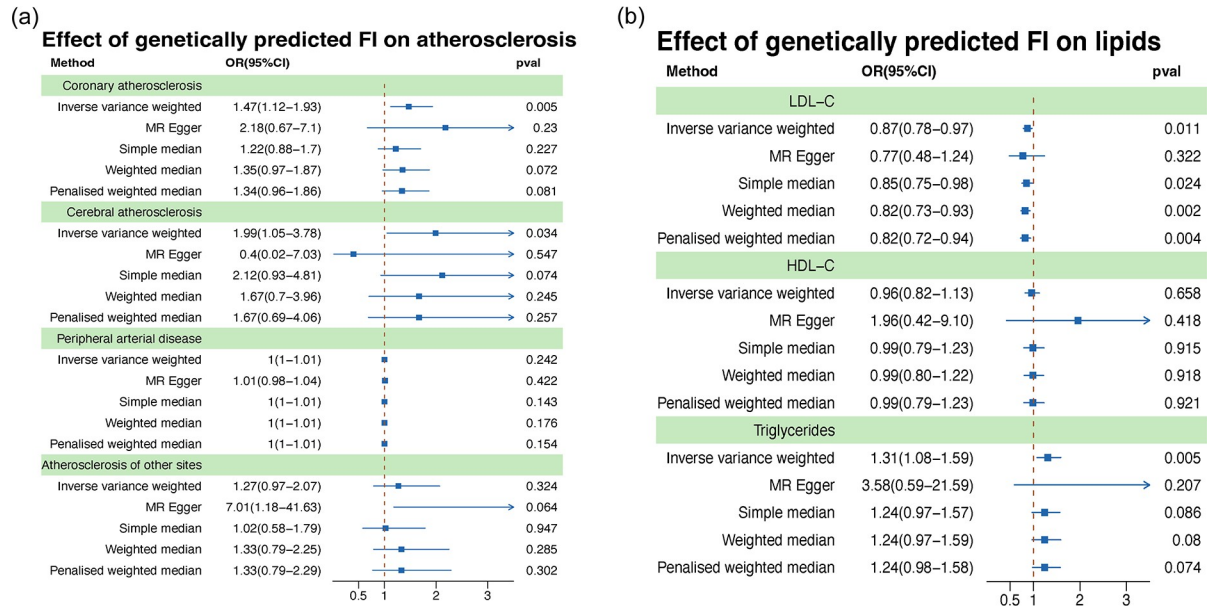 (a)
Effect of genetically predicted FI on atherosclerosis
Method OR(95%CI) pval
Coronary atherosclerosis
Inverse variance weighted 1.47(1.12−1.93) 0.005
MR Egger 2.18(0.67−7.1) 0.23
Simple median 1.22(0.88−1.7) 0.227
Weighted median 1.35(0.97−1.87) 0.072
Penalised weighted median 1.34(0.96−1.86) 0.081
Cerebral atherosclerosis
Inverse variance weighted 1.99(1.05−3.78) 0.034
MR Egger 0.4(0.02−7.03) 0.547
Simple median 2.12(0.93−4.81) 0.074
Weighted median 1.67(0.7−3.96) 0.245
Penalised weighted median 1.67(0.69−4.06) 0.257
Peripheral arterial disease
Inverse variance weighted 1(1−1.01) 0.242
MR Egger 1.01(0.98−1.04) 0.422
Simple median 1(1−1.01) 0.143
Weighted median 1(1−1.01) 0.176
Penalised weighted median 1(1−1.01) 0.154
Atherosclerosis of other sites
Inverse variance weighted 1.27(0.97−2.07) 0.324
MR Egger 7.01(1.18−41.63) 0.064
Simple median 1.02(0.58−1.79) 0.947
Weighted median 1.33(0.79−2.25) 0.285
Penalised weighted median 1.33(0.79−2.29) 0.302
0.5 1 2 3
(b)
Effect of genetically predicted FI on lipids
Method OR(95%CI) pval
LDL−C
Inverse variance weighted 0.87(0.78−0.97) 0.011
MR Egger 0.77(0.48−1.24) 0.322
Simple median 0.85(0.75−0.98) 0.024
Weighted median 0.82(0.73−0.93) 0.002
Penalised weighted median 0.82(0.72−0.94) 0.004
HDL−C
Inverse variance weighted 0.96(0.82−1.13) 0.658
MR Egger 1.96(0.42−9.10) 0.418
Simple median 0.99(0.79−1.23) 0.915
Weighted median 0.99(0.80−1.22) 0.918
Penalised weighted median 0.99(0.79−1.23) 0.921
Triglycerides
Inverse variance weighted 1.31(1.08−1.59) 0.005
MR Egger 3.58(0.59−21.59) 0.207
Simple median 1.24(0.97−1.57) 0.086
Weighted median 1.24(0.97−1.59) 0.08
Penalised weighted median 1.24(0.98−1.58) 0.074
0.5 1 2 3